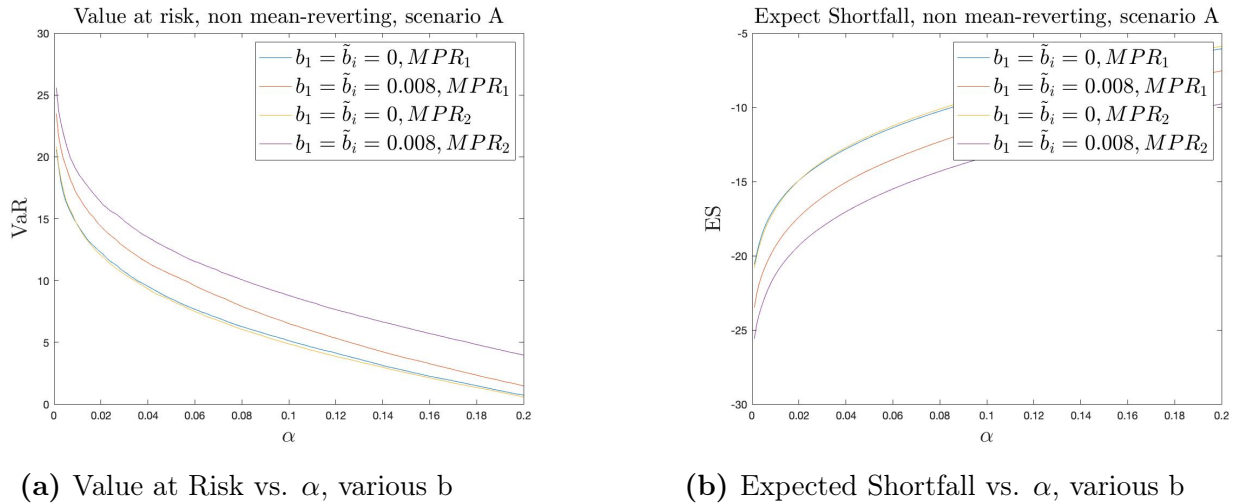 Value at risk, non mean-reverting, scenario A
30
25
20
15
10
5
0
VaR
0
0.02
0.04
0.06
0.08
0.1
0.12
0.14
0.16
0.18
0.2
α
b₁ = b̃ᵢ = 0, MPR₁
b₁ = b̃ᵢ = 0.008, MPR₁
b₁ = b̃ᵢ = 0, MPR₂
b₁ = b̃ᵢ = 0.008, MPR₂
(a) Value at Risk vs. α, various b
Expect Shortfall, non mean-reverting, scenario A
-5
-10
-15
-20
-25
-30
ES
0.02
0.04
0.06
0.08
0.1
0.12
0.14
0.16
0.18
0.2
α
b₁ = b̃ᵢ = 0, MPR₁
b₁ = b̃ᵢ = 0.008, MPR₁
b₁ = b̃ᵢ = 0, MPR₂
b₁ = b̃ᵢ = 0.008, MPR₂
(b) Expected Shortfall vs. α, various b